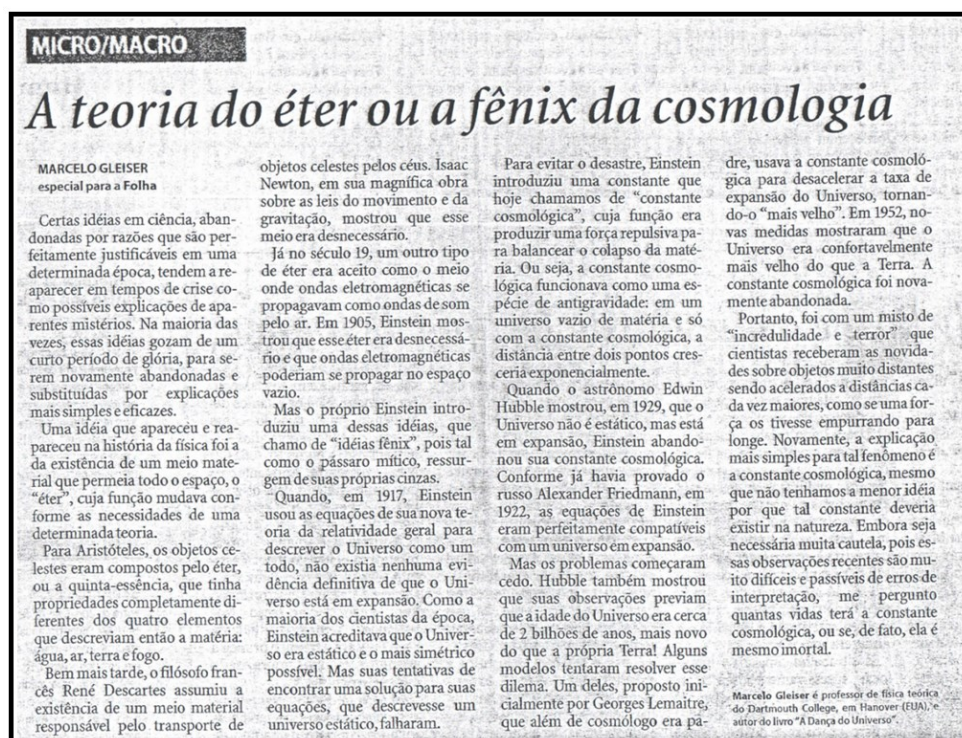 MICRO/MACRO
A teoria do éter ou a fênix da cosmologia
MARCELO GLEISER
especial para a Folha
Certas idéias em ciência, aban-
donadas por razões que são per-
feitamente justificáveis em uma
determinada época, tendem a re-
aparecer em tempos de crise co-
mo possíveis explicações de apa-
rentes mistérios. Na maioria das
vezes, essas idéias gozam de um
curto período de glória, para se-
rem novamente abandonadas e
substituídas por explicações
mais simples e eficazes.
Uma idéia que apareceu e rea-
pareceu na história da física foi a
da existência de um meio mate-
rial que permeia todo o espaço, o
"éter", cuja função mudava con-
forme as necessidades de uma
determinada teoria.
Para Aristóteles, os objetos ce-
lestes eram compostos pelo éter,
ou a quinta-essência, que tinha
propriedades completamente di-
ferentes dos quatro elementos
que descreviam então a matéria:
água, ar, terra e fogo.
Bem mais tarde, o filósofo fran-
cês René Descartes assumiu a
existência de um meio material
responsável pelo transporte de
objetos celestes pelos céus. Isaac
Newton, em sua magnífica obra
sobre as leis do movimento e da
gravitação, mostrou que esse
meio era desnecessário.
Já no século 19, um outro tipo
de éter era aceito como o meio
onde ondas eletromagnéticas se
propagavam como ondas de som
pelo ar. Em 1905, Einstein mos-
trou que esse éter era desnecessá-
rio e que ondas eletromagnéticas
poderiam se propagar no espaço
vazio.
Mas o próprio Einstein intro-
duziu uma dessas idéias, que
chamo de "idéias fênix", pois tal
como o pássaro mítico, ressur-
gem de suas próprias cinzas.
Quando, em 1917, Einstein
usou as equações de sua nova teo-
ria da relatividade geral para
descrever o Universo como um
todo, não existia nenhuma evi-
dência definitiva de que o Uni-
verso está em expansão. Como a
maioria dos cientistas da época,
Einstein acreditava que o Univer-
so era estático e o mais simétrico
possível. Mas suas tentativas de
encontrar uma solução para suas
equações, que descrevesse um
universo estático, falharam.
Para evitar o desastre, Einstein
introduziu uma constante que
hoje chamamos de "constante
cosmológica", cuja função era
produzir uma força repulsiva pa-
ra balancear o colapso da maté-
ria. Ou seja, a constante cosmo-
lógica funcionava como uma es-
pécie de antigravidade: em um
universo vazio de matéria e só
com a constante cosmológica, a
distância entre dois pontos cres-
ceria exponencialmente.
Quando o astrônomo Edwin
Hubble mostrou, em 1929, que o
Universo não é estático, mas está
em expansão, Einstein abando-
nou sua constante cosmológica.
Conforme já havia provado o
russo Alexander Friedmann, em
1922, as equações de Einstein
eram perfeitamente compatíveis
com um universo em expansão.
Mas os problemas começaram
cedo. Hubble também mostrou
que suas observações previam
que a idade do Universo era cerca
de 2 bilhões de anos, mais novo
do que a própria Terra! Alguns
modelos tentaram resolver esse
dilema. Um deles, proposto ini-
cialmente por Georges Lemaitre,
que além de cosmólogo era pa-
dre, usava a constante cosmoló-
gica para desacelerar a taxa de
expansão do Universo, tornan-
do-o "mais velho". Em 1952, no-
vas medidas mostraram que o
Universo era confortavelmente
mais velho do que a Terra. A
constante cosmológica foi nova-
mente abandonada.
Portanto, foi com um misto de
"incredulidade e terror" que
cientistas receberam as novida-
des sobre objetos muito distantes
sendo acelerados a distâncias ca-
da vez maiores, como se uma for-
ça os tivesse empurrando para
longe. Novamente, a explicação
mais simples para tal fenômeno é
a constante cosmológica, mesmo
que não tenhamos a menor idéia
por que tal constante deveria
existir na natureza. Embora seja
necessária muita cautela, pois es-
sas observações recentes são mui-
to difíceis e passíveis de erros de
interpretação, me pergunto
quantas vidas terá a constante
cosmológica, ou se, de fato, ela é
mesmo imortal.
Marcelo Gleiser é professor de física teórica
do Dartmouth College, em Hanover (EUA), e
autor do livro "A Dança do Universo".